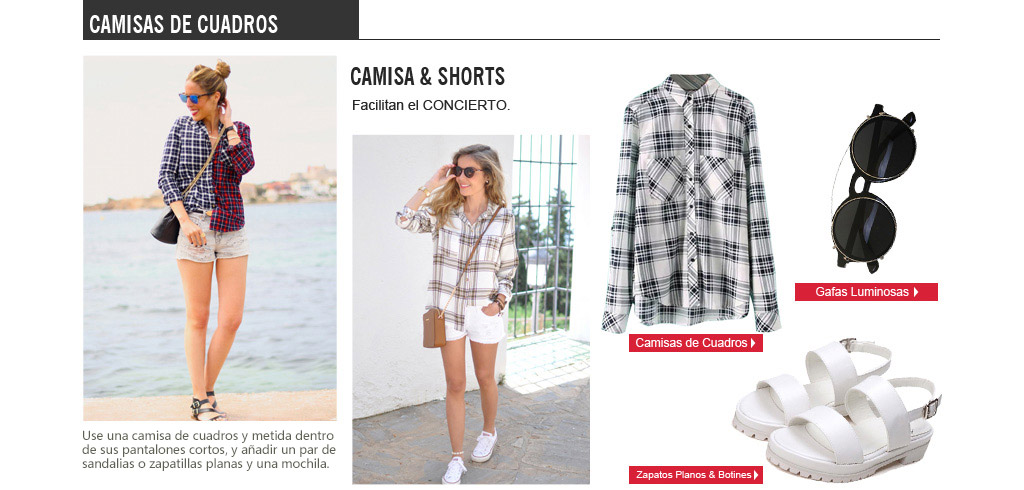 CAMISAS DE CUADROS
CAMISA & SHORTS
Facilitan el CONCIERTO.
Gafas Luminosas
Camisas de Cuadros
Use una camisa de cuadros y metida dentro
de sus pantalones cortos, y añadir un par de
sandalias o zapatillas planas y una mochila.
Zapatos Planos & Botines